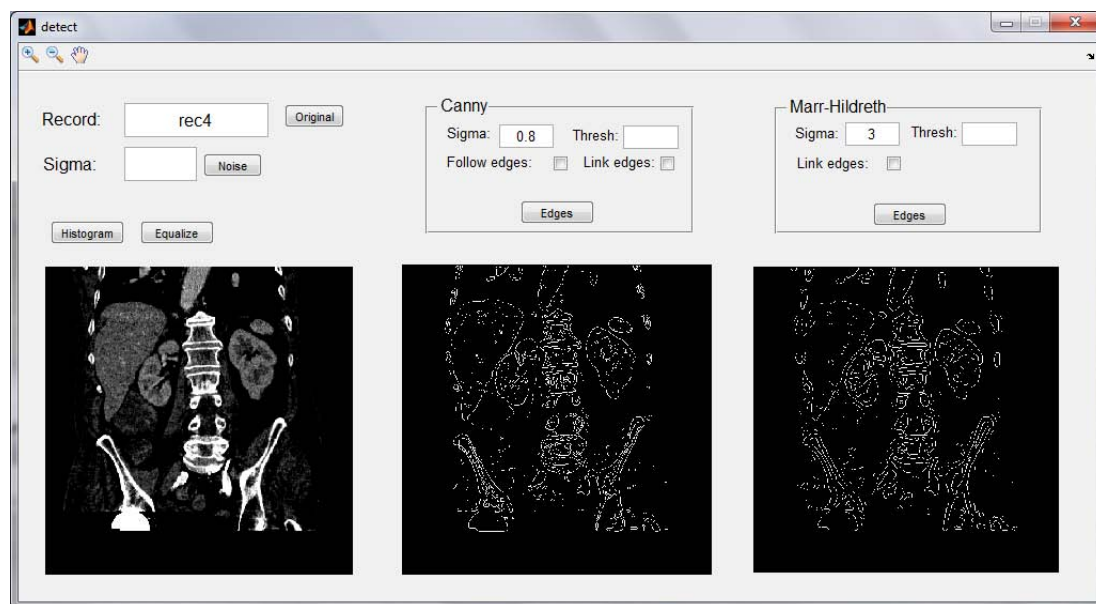 detect
Record:
rec4
Original
Sigma:
Noise
Histogram
Equalize
Canny
Sigma:
0.8
Thresh:
Follow edges:
Link edges:
Edges
Marr-Hildreth
Sigma:
3
Thresh:
Link edges:
Edges